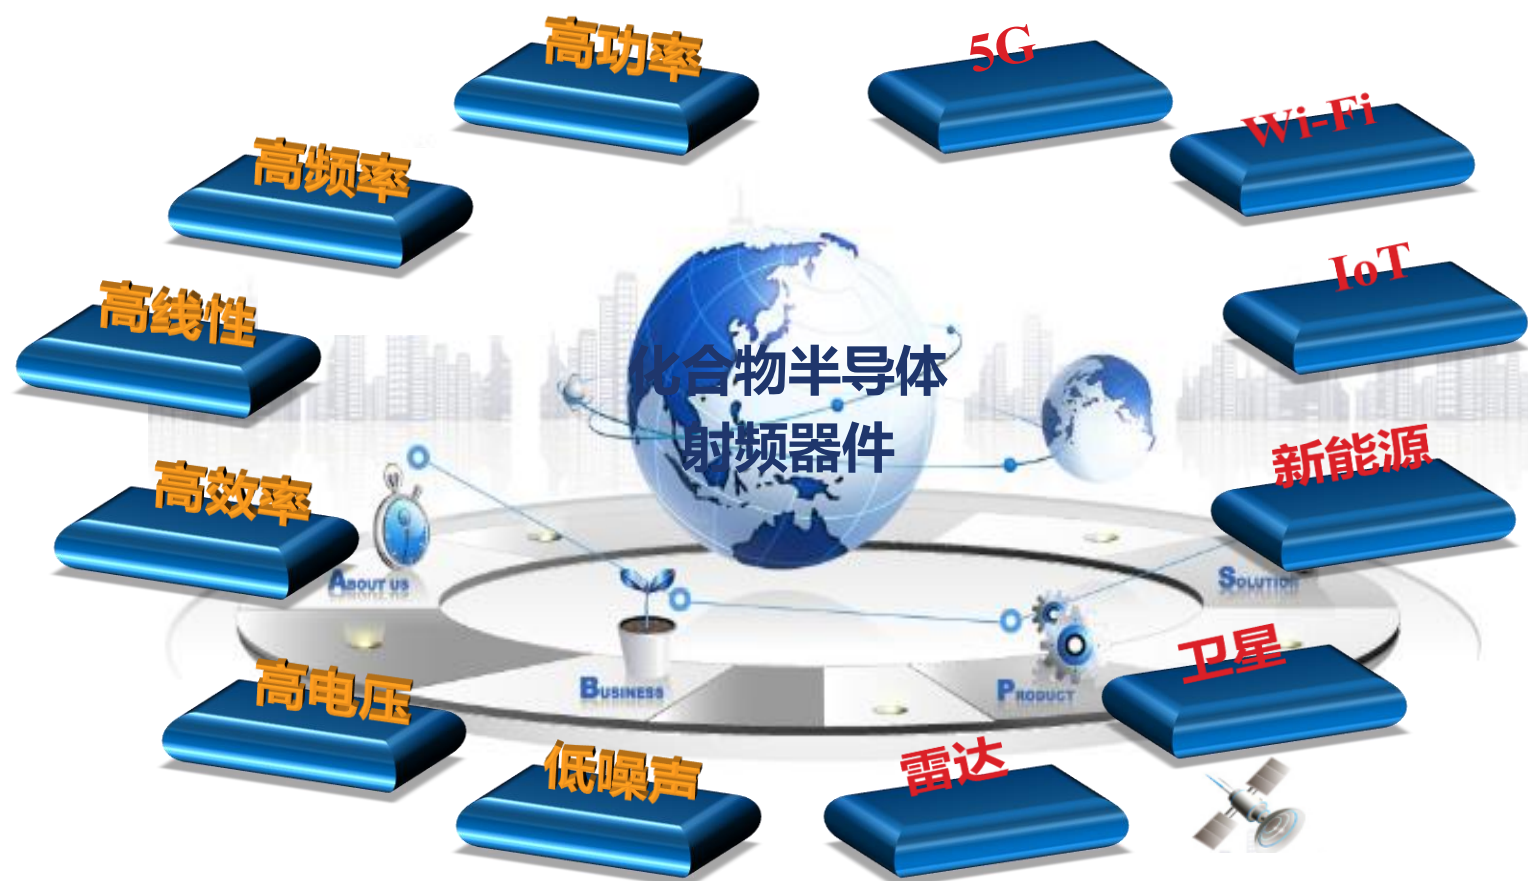 高功率
5G
高频率
Wi-Fi
高线性
IoT
化合物半导体
射频器件
高效率
新能源
ABOUT US
SOLUTION
BUSINESS
PRODUCT
高电压
卫星
低噪声
雷达